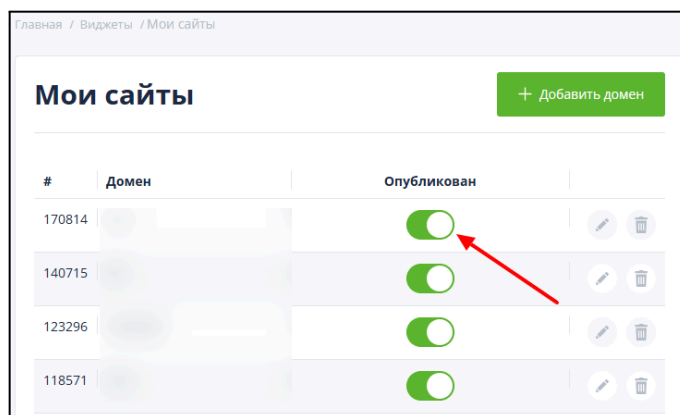 Главная / Виджеты / Мои сайты
Мои сайты
+ Добавить домен
# Домен Опубликован
170814
140715
123296
118571